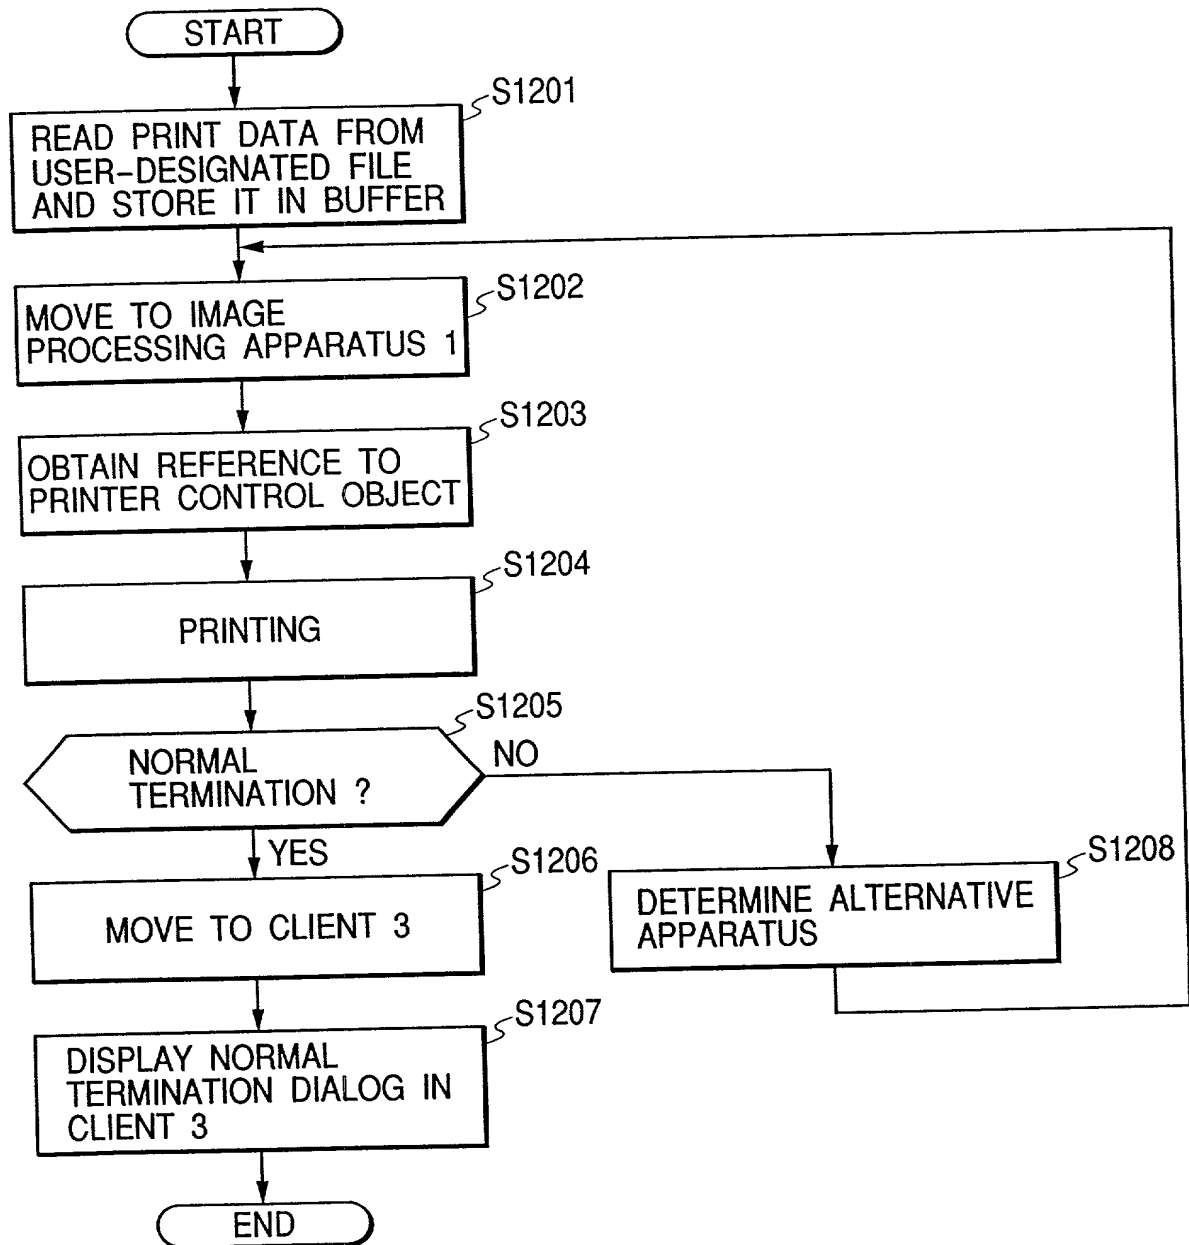 START
S1201
READ PRINT DATA FROM
USER-DESIGNATED FILE
AND STORE IT IN BUFFER
S1202
MOVE TO IMAGE
PROCESSING APPARATUS 1
S1203
OBTAIN REFERENCE TO
PRINTER CONTROL OBJECT
S1204
PRINTING
S1205
NORMAL
TERMINATION ?
NO
YES
S1206
MOVE TO CLIENT 3
S1208
DETERMINE ALTERNATIVE
APPARATUS
S1207
DISPLAY NORMAL
TERMINATION DIALOG IN
CLIENT 3
END